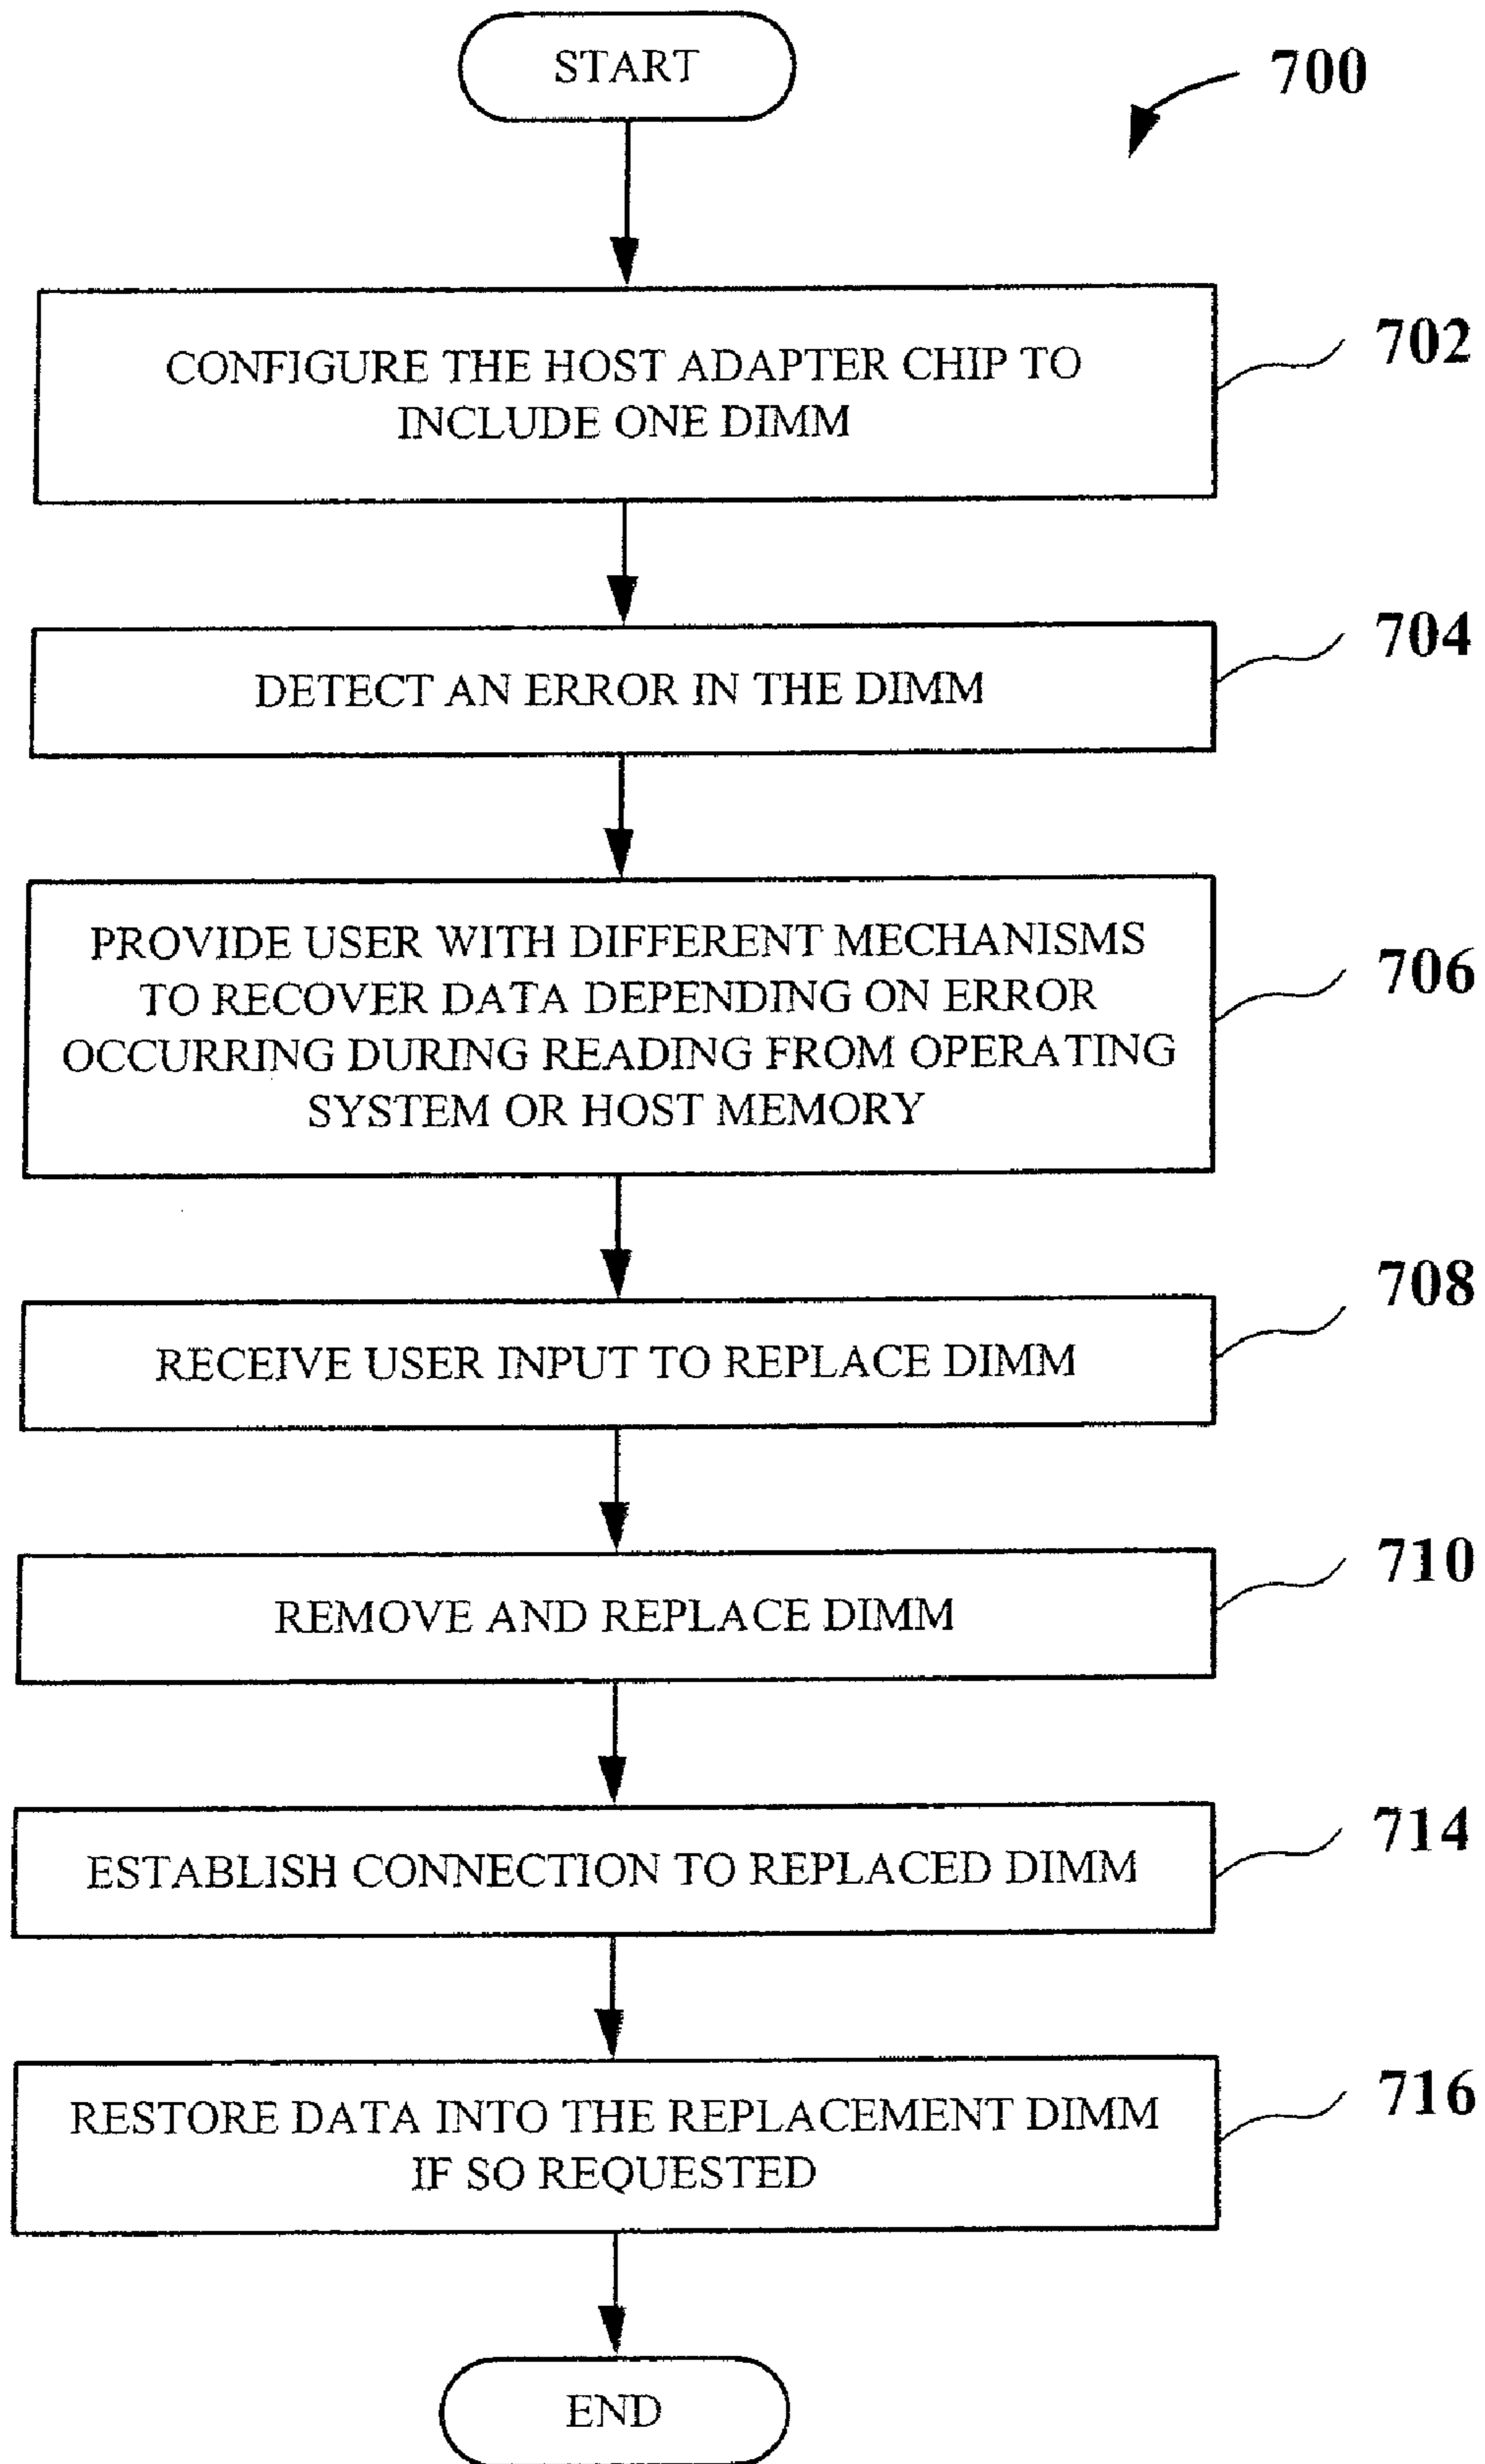 START
700
CONFIGURE THE HOST ADAPTER CHIP TO
INCLUDE ONE DIMM
702
DETECT AN ERROR IN THE DIMM
704
PROVIDE USER WITH DIFFERENT MECHANISMS
TO RECOVER DATA DEPENDING ON ERROR
OCCURRING DURING READING FROM OPERATING
SYSTEM OR HOST MEMORY
706
RECEIVE USER INPUT TO REPLACE DIMM
708
REMOVE AND REPLACE DIMM
710
ESTABLISH CONNECTION TO REPLACED DIMM
714
RESTORE DATA INTO THE REPLACEMENT DIMM
IF SO REQUESTED
716
END